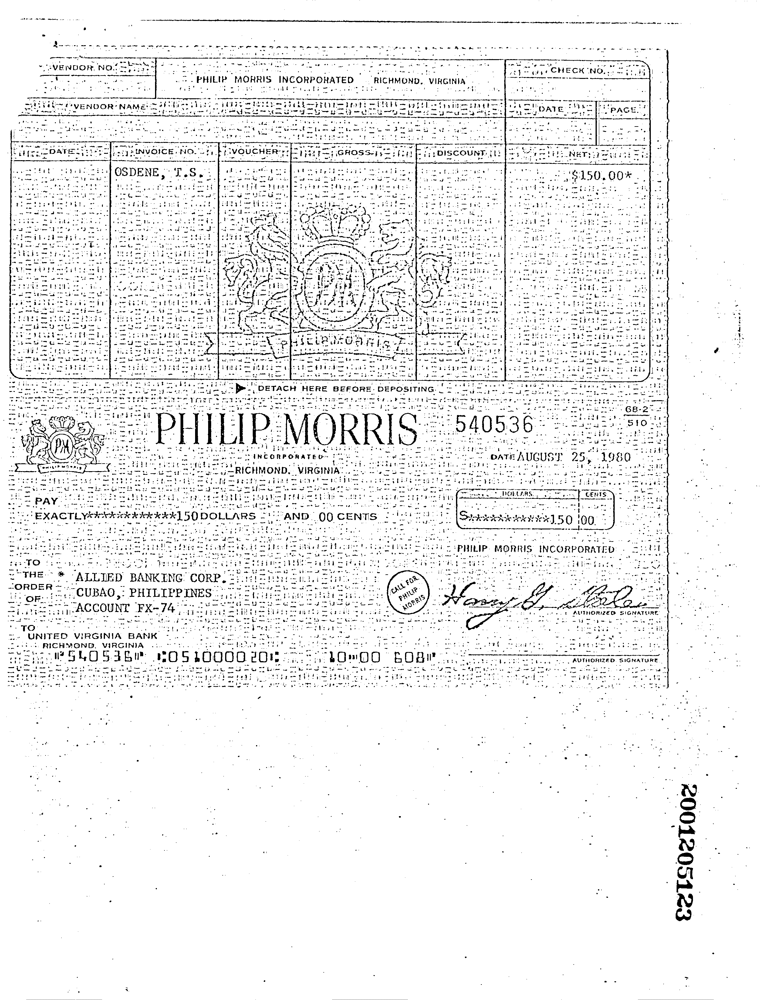 VENDOR NO.
PHILIP MORRIS INCORPORATED RICHMOND, VIRGINIA
CHECK NO.
VENDOR NAME
DATE
PAGE
DATE INVOICE NO. VOUCHER GROSS DISCOUNT NET
OSDENE, T.S. $150.00*
PM
PHILIP MORRIS
DETACH HERE BEFORE DEPOSITING
PM
PHILIP MORRIS
PHILIP MORRIS
INCORPORATED
RICHMOND, VIRGINIA
540536
68-2
510
DATE AUGUST 25, 1980
PAY
EXACTLY************150 DOLLARS AND 00 CENTS
DOLLARS CENTS
$***********150 00
PHILIP MORRIS INCORPORATED
TO
THE
ORDER
OF
* ALLIED BANKING CORP.
CUBAO, PHILIPPINES
ACCOUNT FX-74
CALL FOR
PHILIP
MORRIS
AUTHORIZED SIGNATURE
TO
UNITED VIRGINIA BANK
RICHMOND, VIRGINIA
⑈540536⑈ ⑆051000020⑆ 10⑈00 608⑈
AUTHORIZED SIGNATURE
2001205123